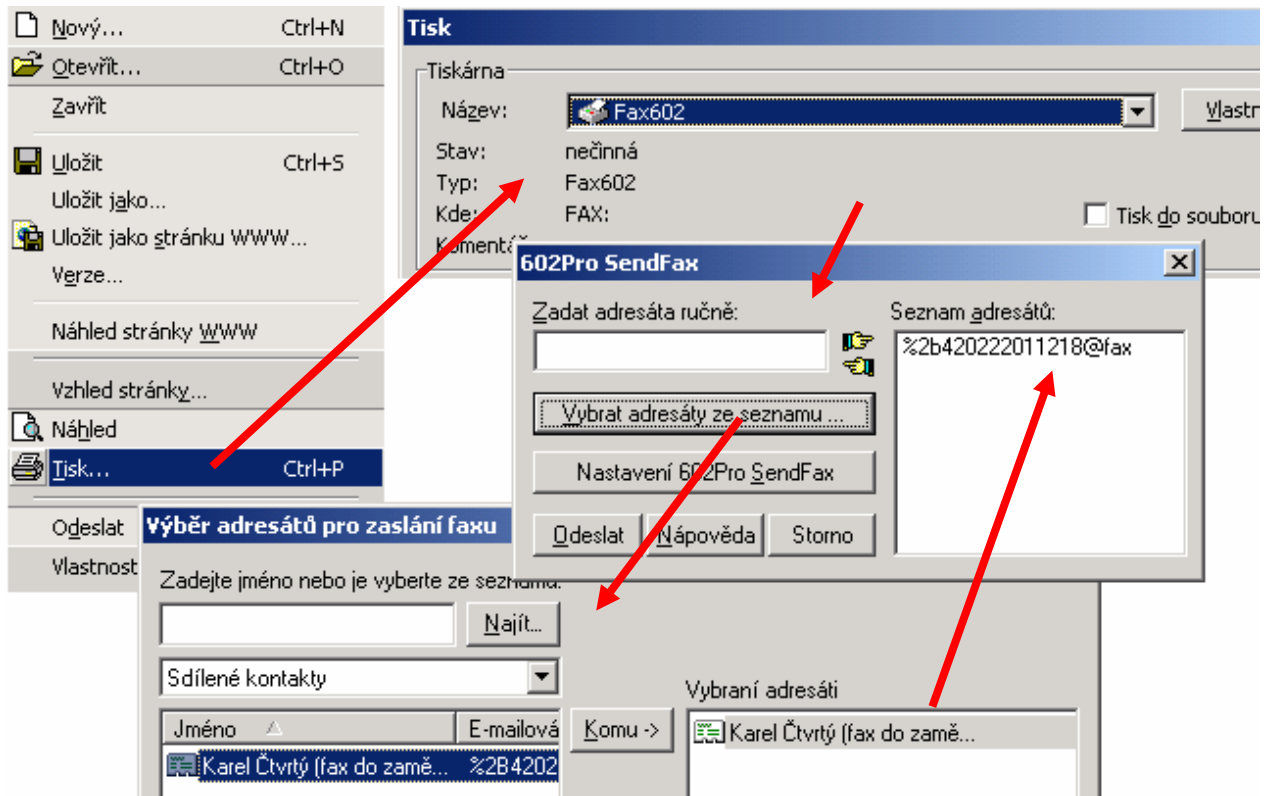 Nový... Ctrl+N
Otevřít... Ctrl+O
Zavřít
Uložit Ctrl+S
Uložit jako...
Uložit jako stránku WWW...
Verze...
Náhled stránky WWW
Vzhled stránky...
Náhled
Tisk... Ctrl+P
Odeslat
Vlastnost
Tisk
Tiskárna
Název: Fax602 Vlastn
Stav: nečinná
Typ: Fax602
Kde: FAX: Tisk do souboru
Komentář
602Pro SendFax
Zadat adresáta ručně: Seznam adresátů:
%2b420222011218@fax
Vybrat adresáty ze seznamu ...
Nastavení 602Pro SendFax
Odeslat Nápověda Storno
Výběr adresátů pro zaslání faxu
Zadejte jméno nebo je vyberte ze seznamu:
Najít...
Sdílené kontakty
Vybraní adresáti
Jméno E-mailová Komu -> Karel Čtvrtý (fax do zamě...
Karel Čtvrtý (fax do zamě... %2B4202